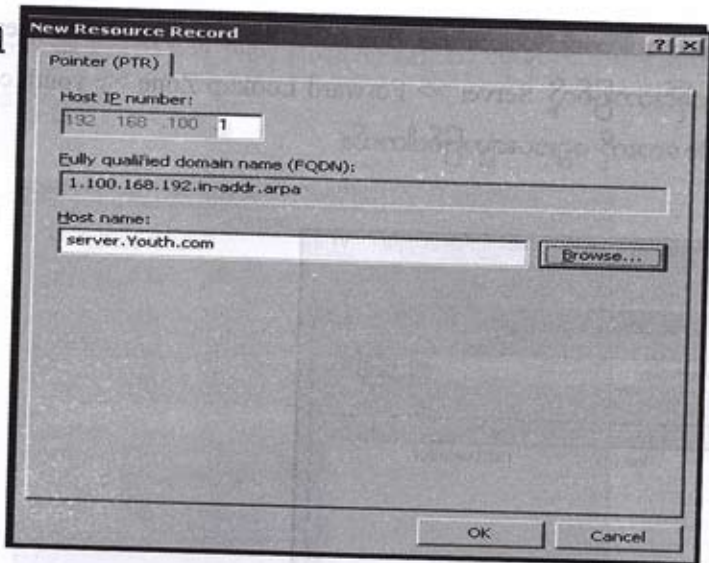 New Resource Record
Pointer (PTR)
Host IP number:
192 .168 .100 .1
Fully qualified domain name (FQDN):
1.100.168.192.in-addr.arpa
Host name:
server.Youth.com
Browse...
OK
Cancel